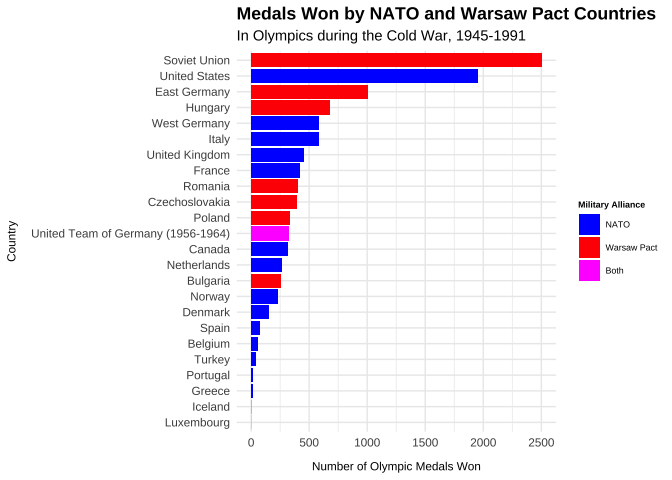 Medals Won by NATO and Warsaw Pact Countries
In Olympics during the Cold War, 1945-1991
Country
Soviet Union
United States
East Germany
Hungary
West Germany
Italy
United Kingdom
France
Romania
Czechoslovakia
Poland
United Team of Germany (1956-1964)
Canada
Netherlands
Bulgaria
Norway
Denmark
Spain
Belgium
Turkey
Portugal
Greece
Iceland
Luxembourg
0 500 1000 1500 2000 2500
Number of Olympic Medals Won
Military Alliance
NATO
Warsaw Pact
Both